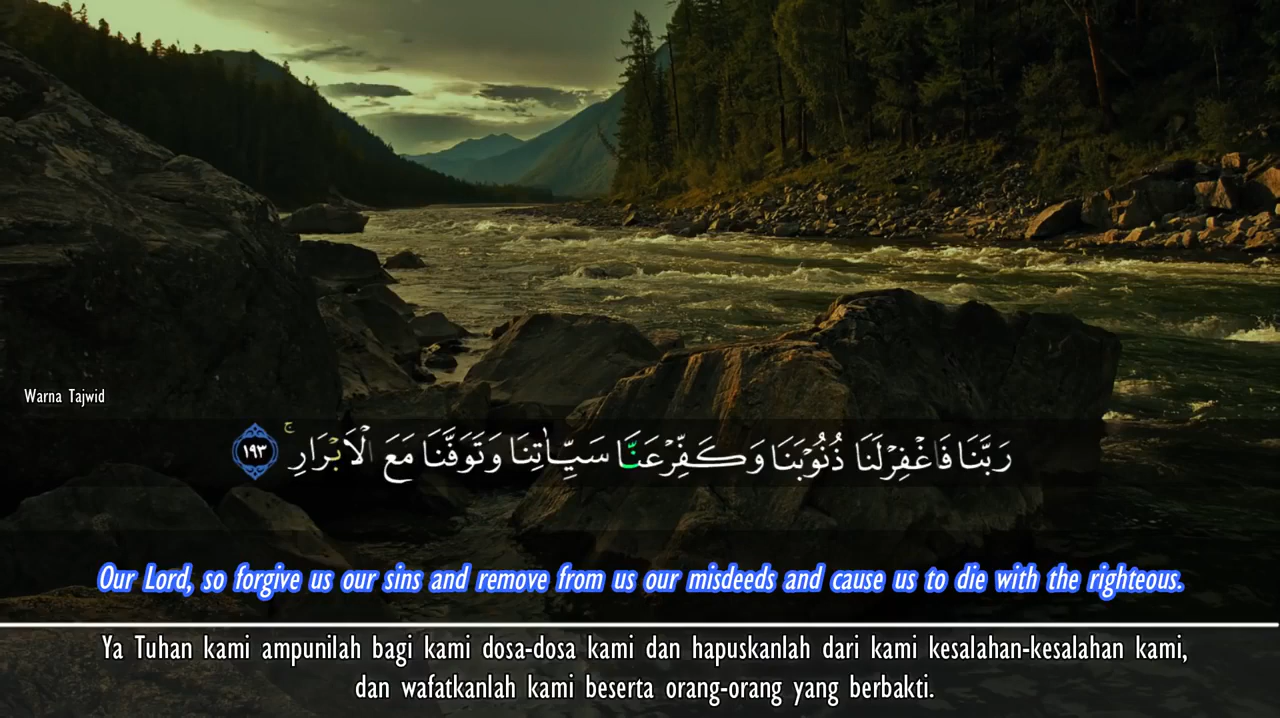 Warna Tajwid
رَبَّنَا فَاغْفِرْلَنَا ذُنُوْبَنَا وَكَفِّرْعَنَّا سَيِّاٰتِنَا وَتَوَفَّنَا مَعَ الْاَبْرَارِۚ ١٩٣
Our Lord, so forgive us our sins and remove from us our misdeeds and cause us to die with the righteous.
Ya Tuhan kami ampunilah bagi kami dosa-dosa kami dan hapuskanlah dari kami kesalahan-kesalahan kami,
dan wafatkanlah kami beserta orang-orang yang berbakti.